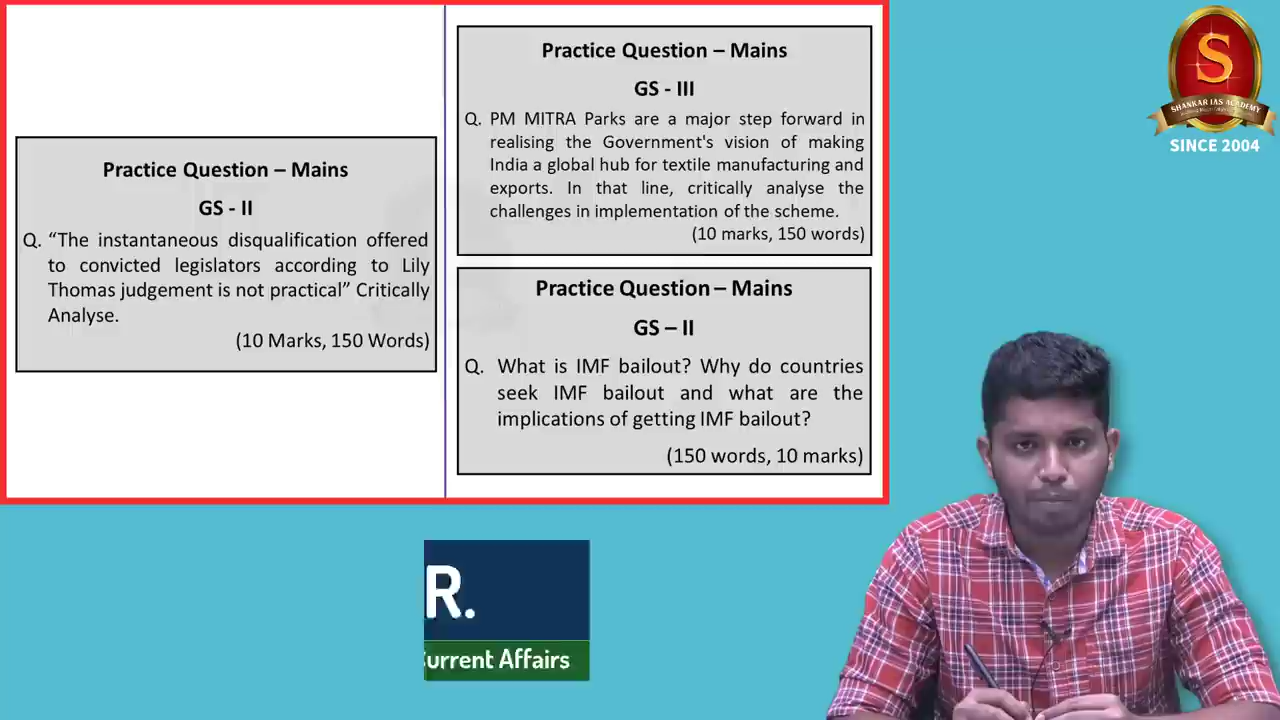 Practice Question – Mains
GS - II
Q. “The instantaneous disqualification offered
to convicted legislators according to Lily
Thomas judgement is not practical” Critically
Analyse.
(10 Marks, 150 Words)
Practice Question – Mains
GS - III
Q. PM MITRA Parks are a major step forward in
realising the Government's vision of making
India a global hub for textile manufacturing and
exports. In that line, critically analyse the
challenges in implementation of the scheme.
(10 marks, 150 words)
Practice Question – Mains
GS – II
Q. What is IMF bailout? Why do countries
seek IMF bailout and what are the
implications of getting IMF bailout?
(150 words, 10 marks)
S
SHANKAR IAS ACADEMY
SINCE 2004
R.
Current Affairs